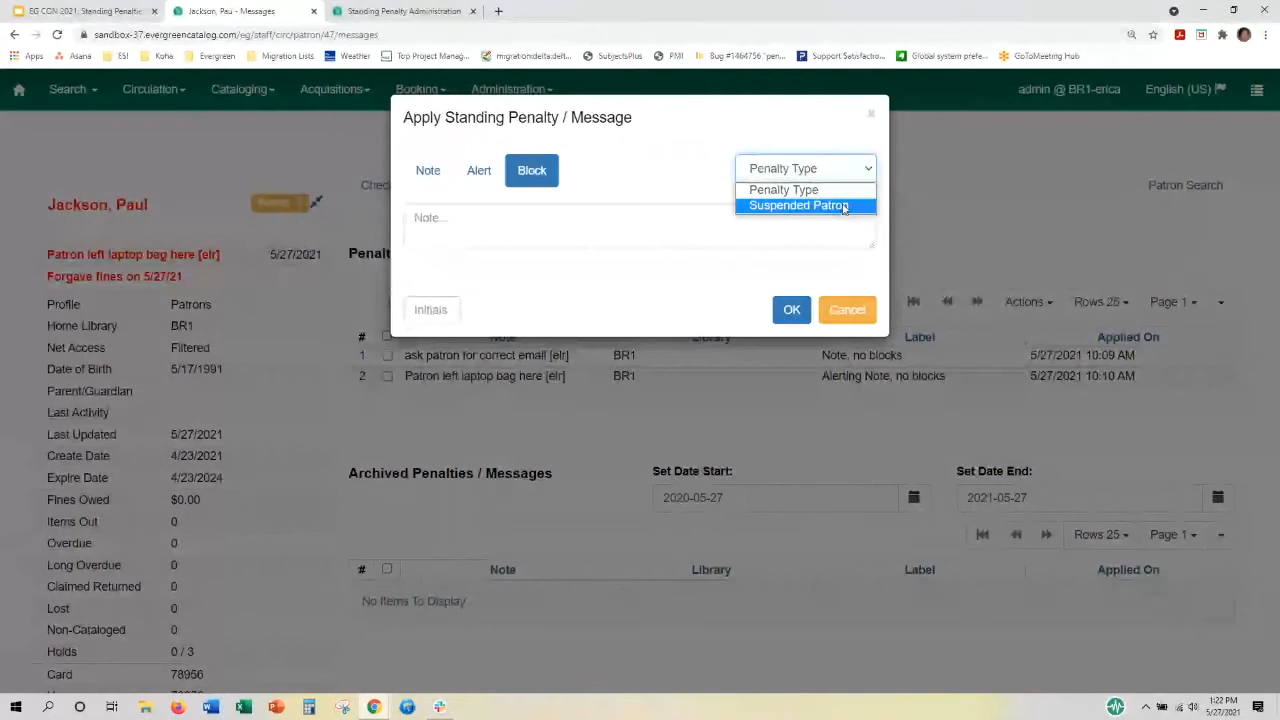 EG CON 2021: Standing Penaltic
Jackson, Paul - Messages
Standing Penalty Administration
sandbox-37.evergreencatalog.com/eg/staff/circ/patron/47/messages
Apps
Asana
ESI
Koha
Evergreen
Migration Lists
Weather
Top Project Manag...
migrationdelta:delt...
SubjectsPlus
PMI
Bug #1464756 "pen...
Support Satisfactio...
Global system prefe...
GoToMeeting Hub
Search
Circulation
Cataloging
Acquisitions
Booking
Administration
admin @ BR1-erica
English (US)
Apply Standing Penalty / Message
Note
Alert
Block
Penalty Type
Penalty Type
Suspended Patron
Note...
Initials
OK
Cancel
Jackson, Paul
Check
Patron Search
Patron left laptop bag here [elr] 5/27/2021
Forgave fines on 5/27/21
Profile Patrons
Home Library BR1
Net Access Filtered
Date of Birth 5/17/1991
Parent/Guardian
Last Activity
Last Updated 5/27/2021
Create Date 4/23/2021
Expire Date 4/23/2024
Fines Owed $0.00
Items Out 0
Overdue 0
Long Overdue 0
Claimed Returned 0
Lost 0
Non-Cataloged 0
Holds 0 / 3
Card 78956
Penalt
Actions
Rows 25
Page 1
# Note Library Label Applied On
1 ask patron for correct email [elr] BR1 Note, no blocks 5/27/2021 10:09 AM
2 Patron left laptop bag here [elr] BR1 Alerting Note, no blocks 5/27/2021 10:10 AM
Archived Penalties / Messages
Set Date Start:
Set Date End:
2020-05-27
2021-05-27
Rows 25
Page 1
# Note Library Label Applied On
No Items To Display
1:22 PM
5/27/2021